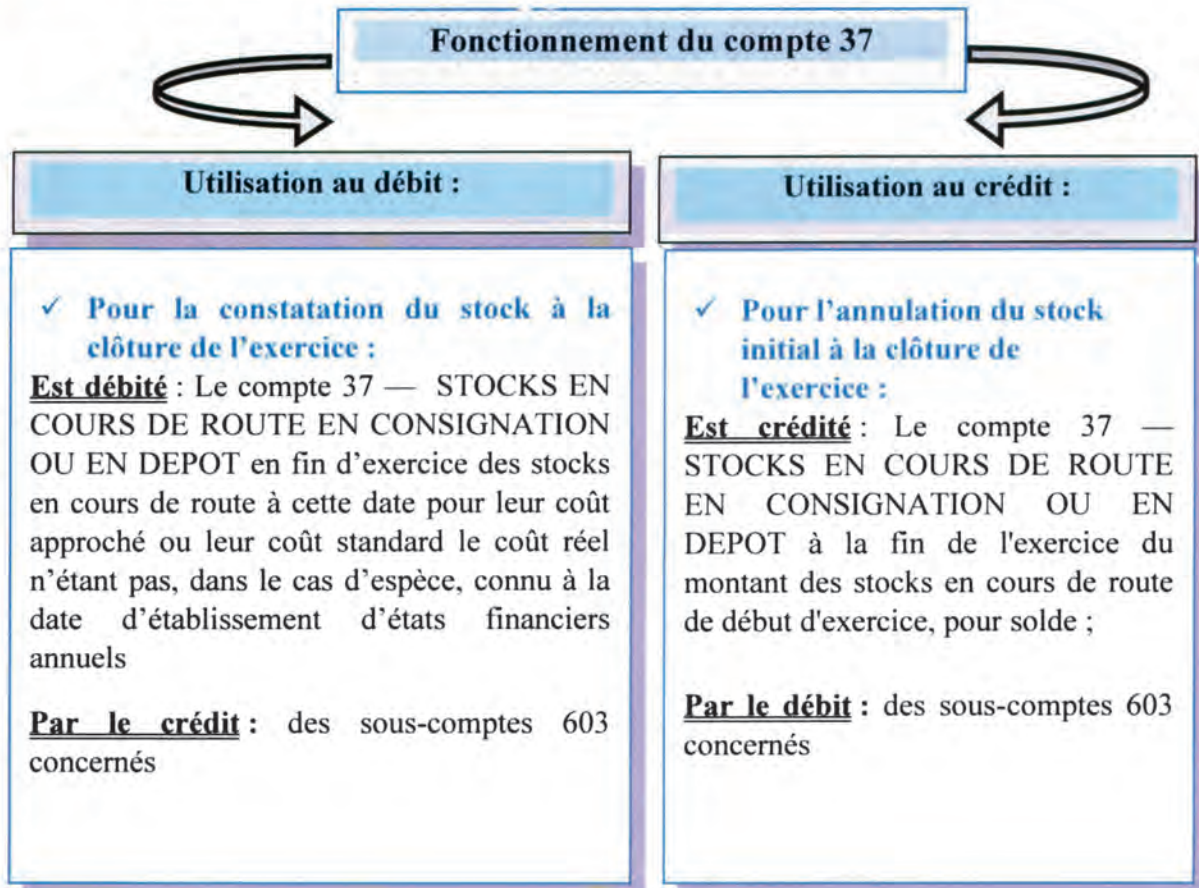 Fonctionnement du compte 37
Utilisation au débit :
✓ Pour la constatation du stock à la
clôture de l'exercice :
Est débité : Le compte 37 — STOCKS EN
COURS DE ROUTE EN CONSIGNATION
OU EN DEPOT en fin d'exercice des stocks
en cours de route à cette date pour leur coût
approché ou leur coût standard le coût réel
n'étant pas, dans le cas d'espèce, connu à la
date d'établissement d'états financiers
annuels
Par le crédit : des sous-comptes 603
concernés
Utilisation au crédit :
✓ Pour l'annulation du stock
initial à la clôture de
l'exercice :
Est crédité : Le compte 37 —
STOCKS EN COURS DE ROUTE
EN CONSIGNATION OU EN
DEPOT à la fin de l'exercice du
montant des stocks en cours de route
de début d'exercice, pour solde ;
Par le débit : des sous-comptes 603
concernés